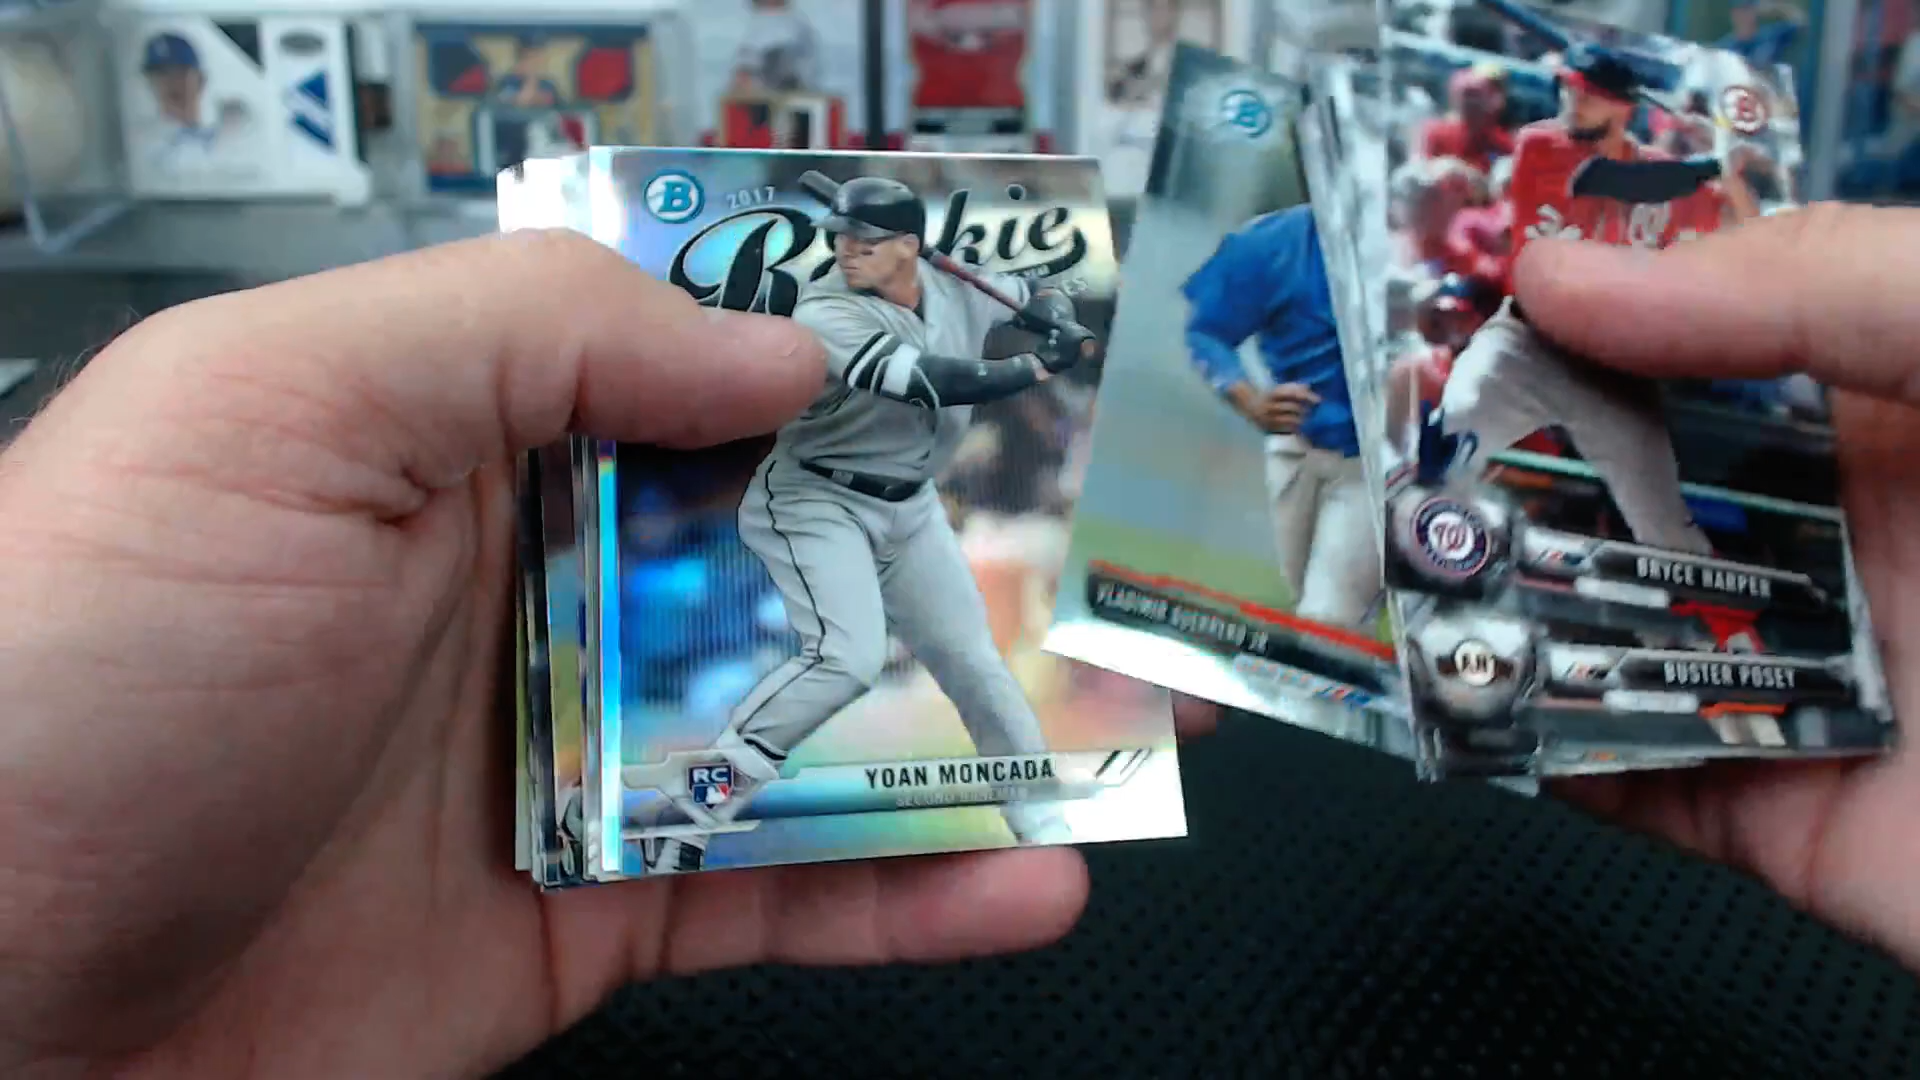 B
2017
Rookie
RC
YOAN MONCADA
SECOND BASEMAN
B
VLADIMIR GUERRERO JR
B
W
BRYCE HARPER
BUSTER POSEY